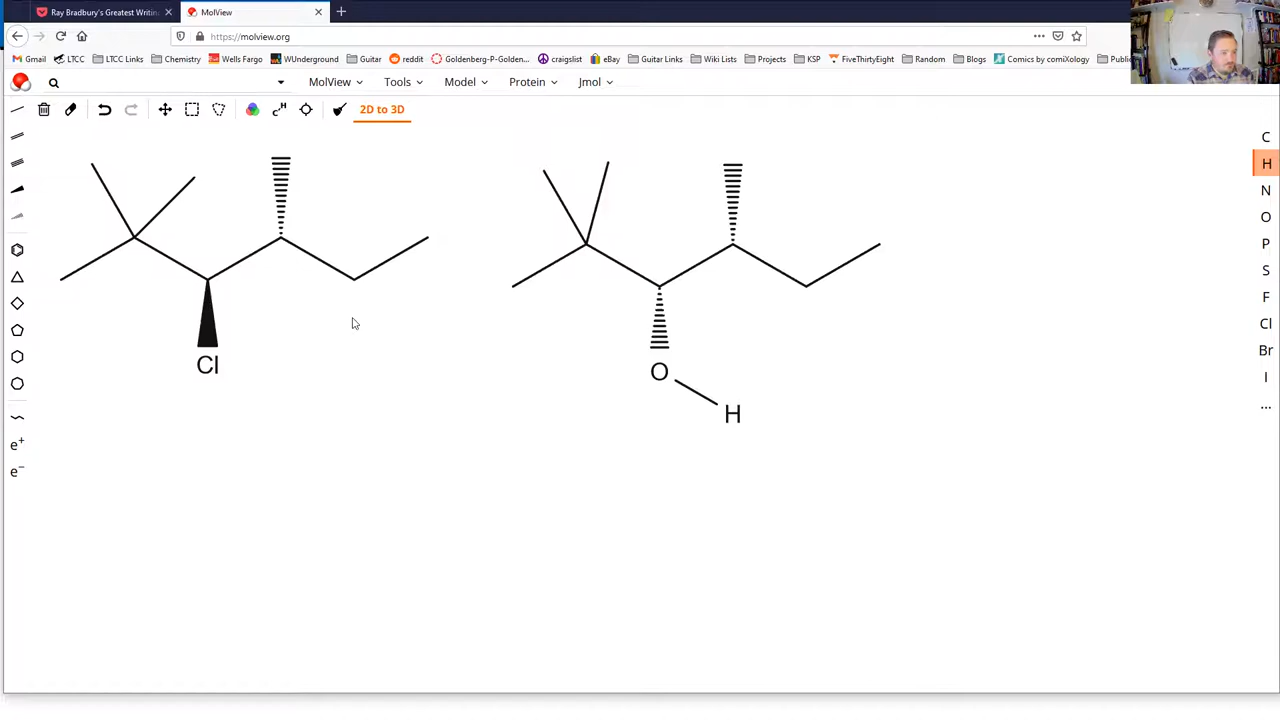 Ray Bradbury's Greatest Writin
MolView
https://molview.org
Gmail LTCC LTCC Links Chemistry Wells Fargo WUnderground Guitar reddit Goldenberg-P-Golden... craigslist eBay Guitar Links Wiki Lists Projects KSP FiveThirtyEight Random Blogs Comics by comiXology Public
MolView Tools Model Protein Jmol
2D to 3D
C
H
N
O
P
S
F
Cl
Br
I
...
e+
e-
Cl
O
H